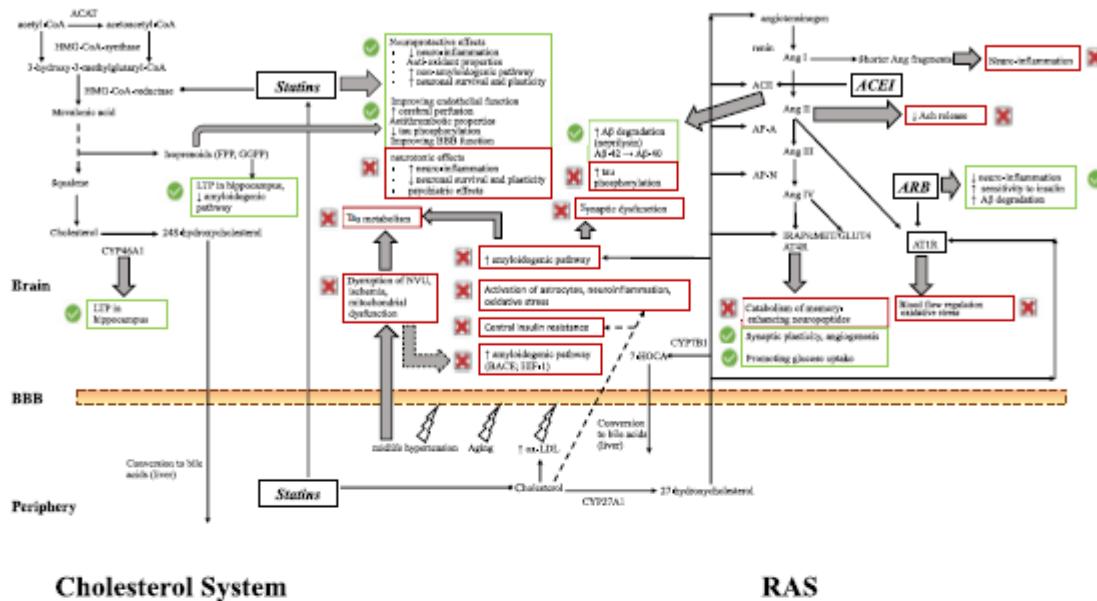 ACAT
acetyl-CoA
acetoacetyl-CoA
HMG-CoA-synthase
3-hydroxy-3-methylglutaryl-CoA
HMG-CoA-reductase
Mevalonic acid
Isoprenoids (FPP, GGPP)
Squalene
Cholesterol
24S-hydroxycholesterol
CYP46A1
LTP in hippocampus,
↓ amyloidogenic
pathway
LTP in
hippocampus
Statins
Neuroprotective effects
• ↓ neuro-inflammation
• Anti-oxidant properties
• ↑ non-amyloidogenic pathway
• ↑ neuronal survival and plasticity
Improving endothelial function
↑ cerebral perfusion
Antithrombotic properties
↓ tau phosphorylation
Improving BBB function
neurotoxic effects
• ↑ neuro-inflammation
• ↓ neuronal survival and plasticity
• psychiatric effects
Tau metabolism
Disruption of NVU,
ischemia,
mitochondrial
dysfunction
↑ Aβ degradation
(neprilysin)
Aβ-42 → Aβ-40
↑ tau
phosphorylation
Synaptic dysfunction
↑ amyloidogenic pathway
Activation of astrocytes, neuroinflammation,
oxidative stress
Central insulin resistance
↑ amyloidogenic pathway
(BACE; HIF-1)
angiotensinogen
renin
Ang I
Shorter Ang fragments
Neuro-inflammation
ACE
ACEI
Ang II
↓ Ach release
AP-A
Ang III
AP-N
Ang IV
ARB
↓ neuro-inflammation
↑ sensitivity to insulin
↑ Aβ degradation
IRAP/cMET/GLUT4
AT4R
AT1R
Catabolism of memory-
enhancing neuropeptides
Synaptic plasticity, angiogenesis
Promoting glucose uptake
Blood flow regulation
oxidative stress
CYP7B1
7-HOCA
Brain
BBB
Periphery
midlife hypertension
Aging
↑ ox-LDL
Conversion
to bile acids
(liver)
Conversion to bile
acids (liver)
Statins
Cholesterol
CYP27A1
27-hydroxycholesterol
Cholesterol System
RAS